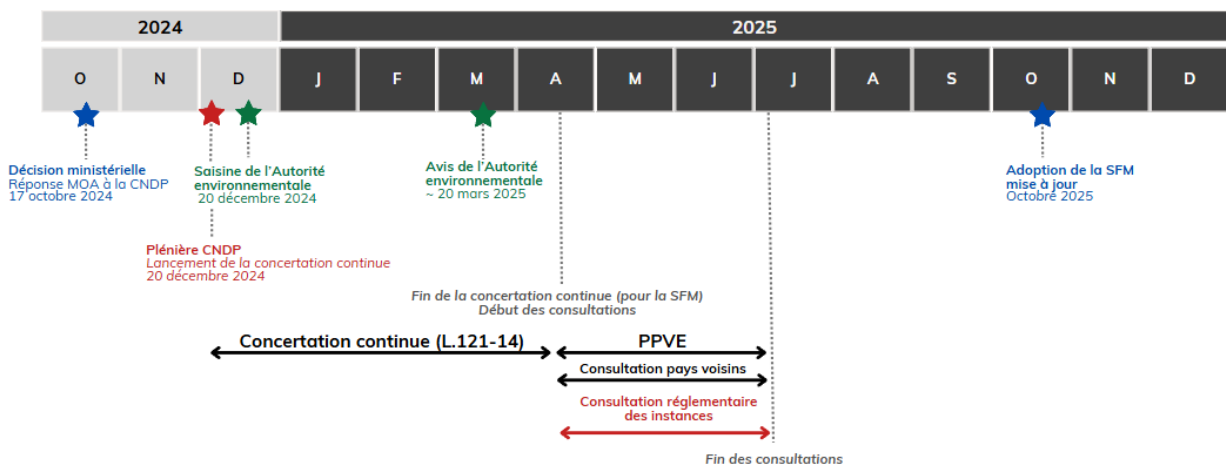 2024
2025
O N D J F M A M J J A S O N D
Décision ministérielle
Réponse MOA à la CNDP
17 octobre 2024
Saisine de l'Autorité
environnementale
20 décembre 2024
Avis de l'Autorité
environnementale
~ 20 mars 2025
Adoption de la SFM
mise à jour
Octobre 2025
Plénière CNDP
Lancement de la concertation continue
20 décembre 2024
Fin de la concertation continue (pour la SFM)
Début des consultations
Concertation continue (L.121-14)
PPVE
Consultation pays voisins
Consultation réglementaire
des instances
Fin des consultations